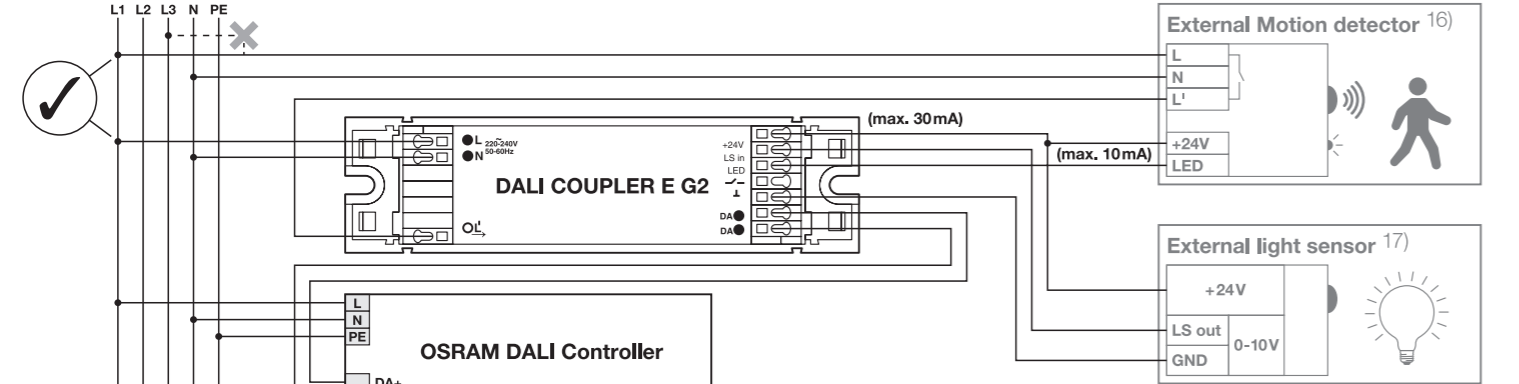 L1 L2 L3 N PE
External Motion detector 16)
L
N
L'
+24V
LED
(max. 30mA)
(max. 10mA)
L 220-240V
N 50-60Hz
L'
DALI COUPLER E G2
+24V
LS in
LED
⊥
DA
DA
External light sensor 17)
+24V
LS out
GND
0-10V
L
N
PE
OSRAM DALI Controller
DA+